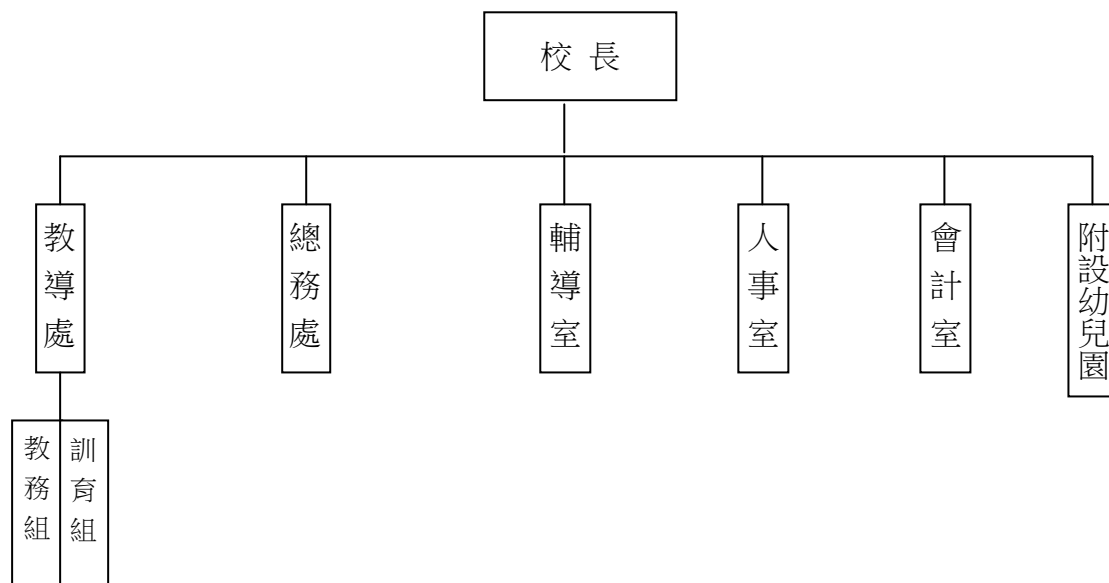 校長
教導處
總務處
輔導室
人事室
會計室
附設幼兒園
教務組
訓育組